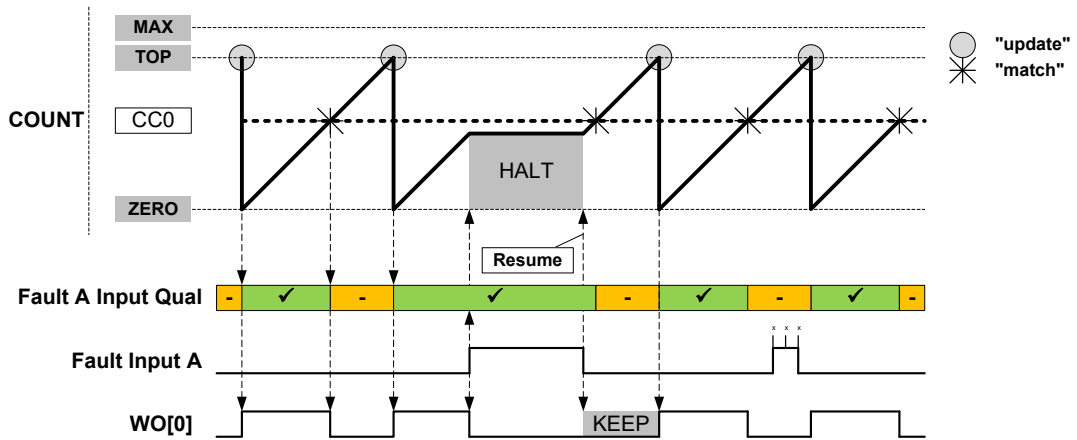 MAX
TOP
"update"
"match"
COUNT
CC0
HALT
ZERO
Resume
Fault A Input Qual
- ✓ - ✓ - ✓ - ✓ -
x x x
Fault Input A
WO[0]
KEEP